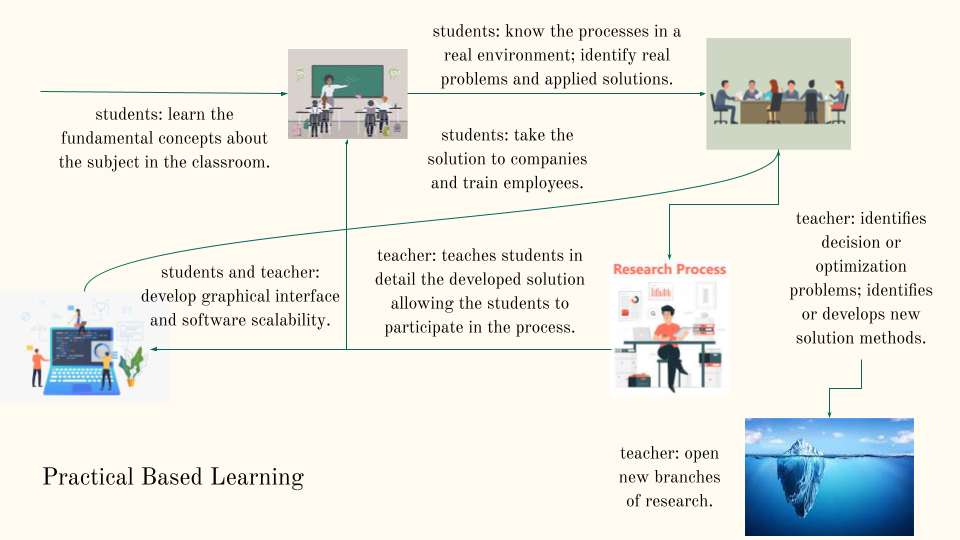 students: know the processes in a
real environment; identify real
problems and applied solutions.
students: learn the
fundamental concepts about
the subject in the classroom.
students: take the
solution to companies
and train employees.
teacher: identifies
decision or
optimization
problems; identifies
or develops new
solution methods.
teacher: teaches students in
detail the developed solution
allowing the students to
participate in the process.
students and teacher:
develop graphical interface
and software scalability.
Research Process
teacher: open
new branches
of research.
Practical Based Learning